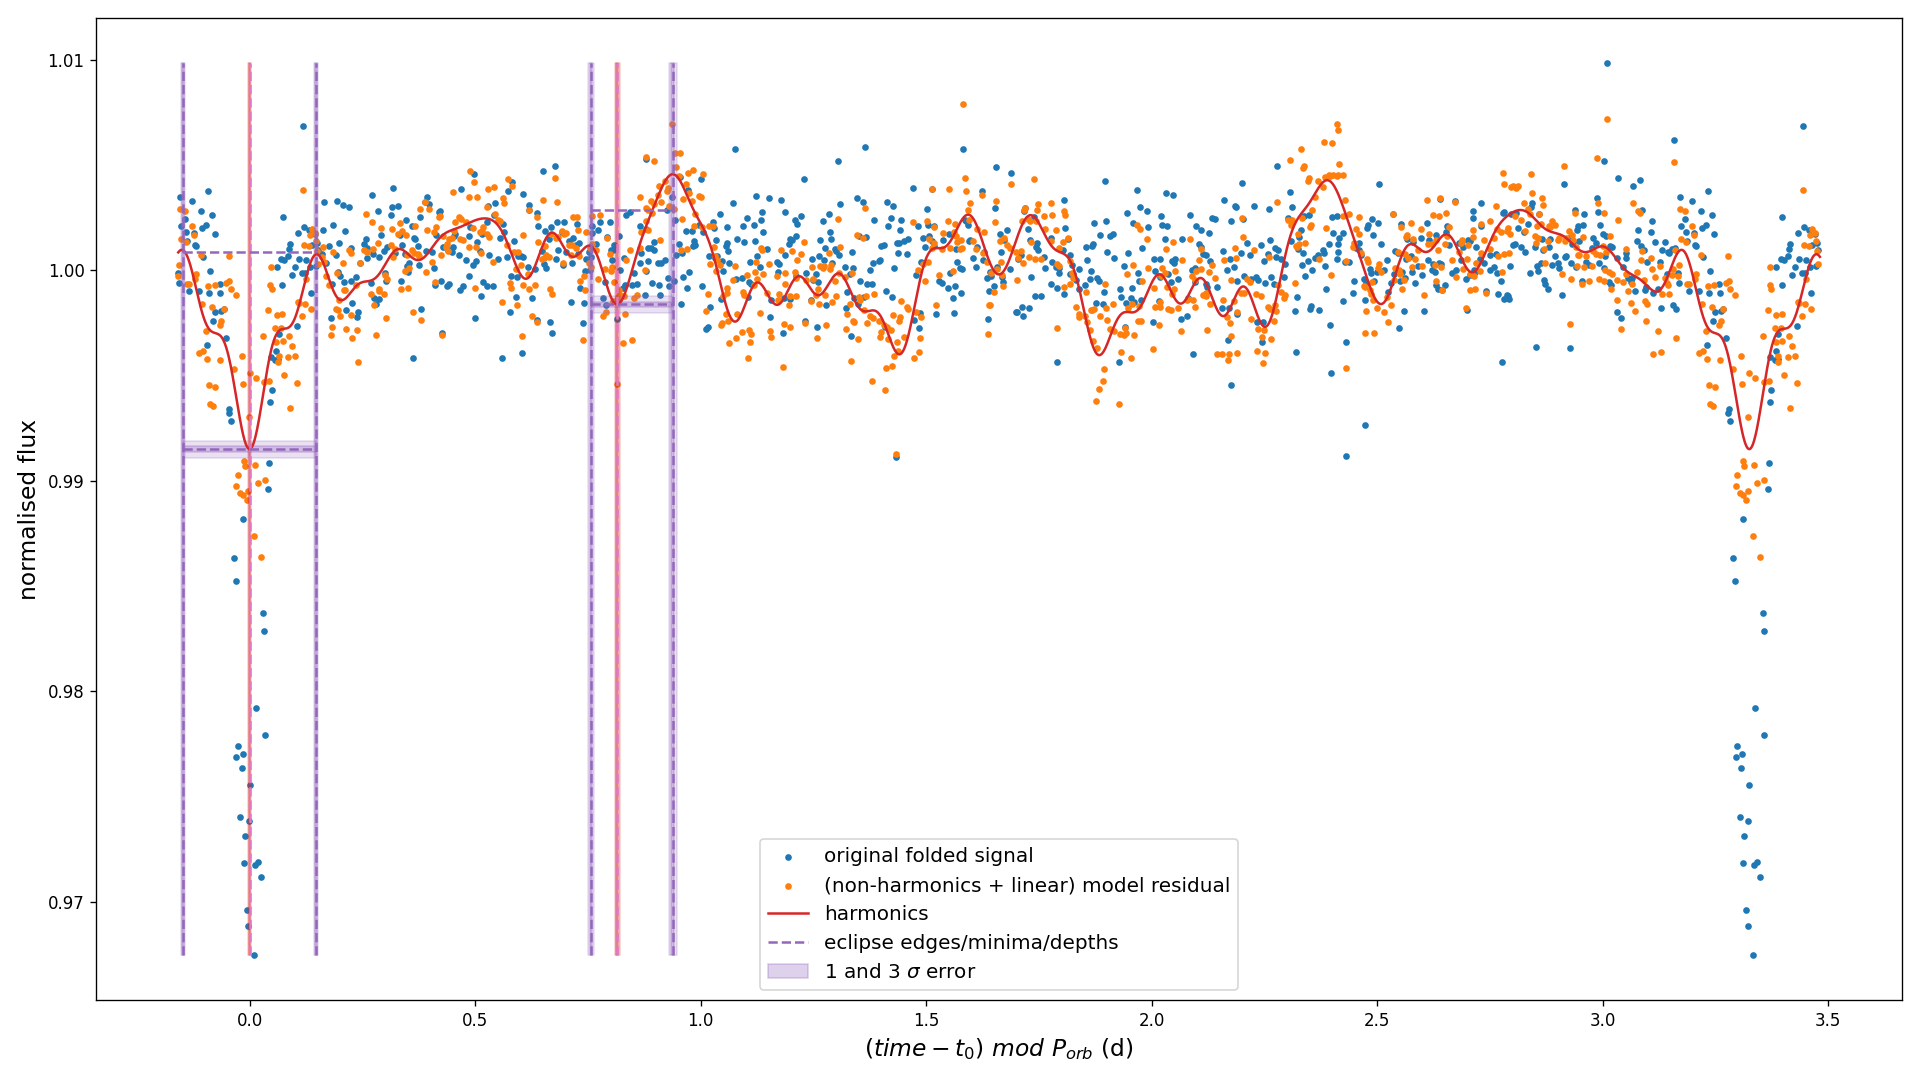 1.01
1.00
0.99
0.98
0.97
normalised flux
original folded signal
(non-harmonics + linear) model residual
harmonics
eclipse edges/minima/depths
1 and 3 σ error
0.0 0.5 1.0 1.5 2.0 2.5 3.0 3.5
(time − t₀) mod Pₒᵣb (d)